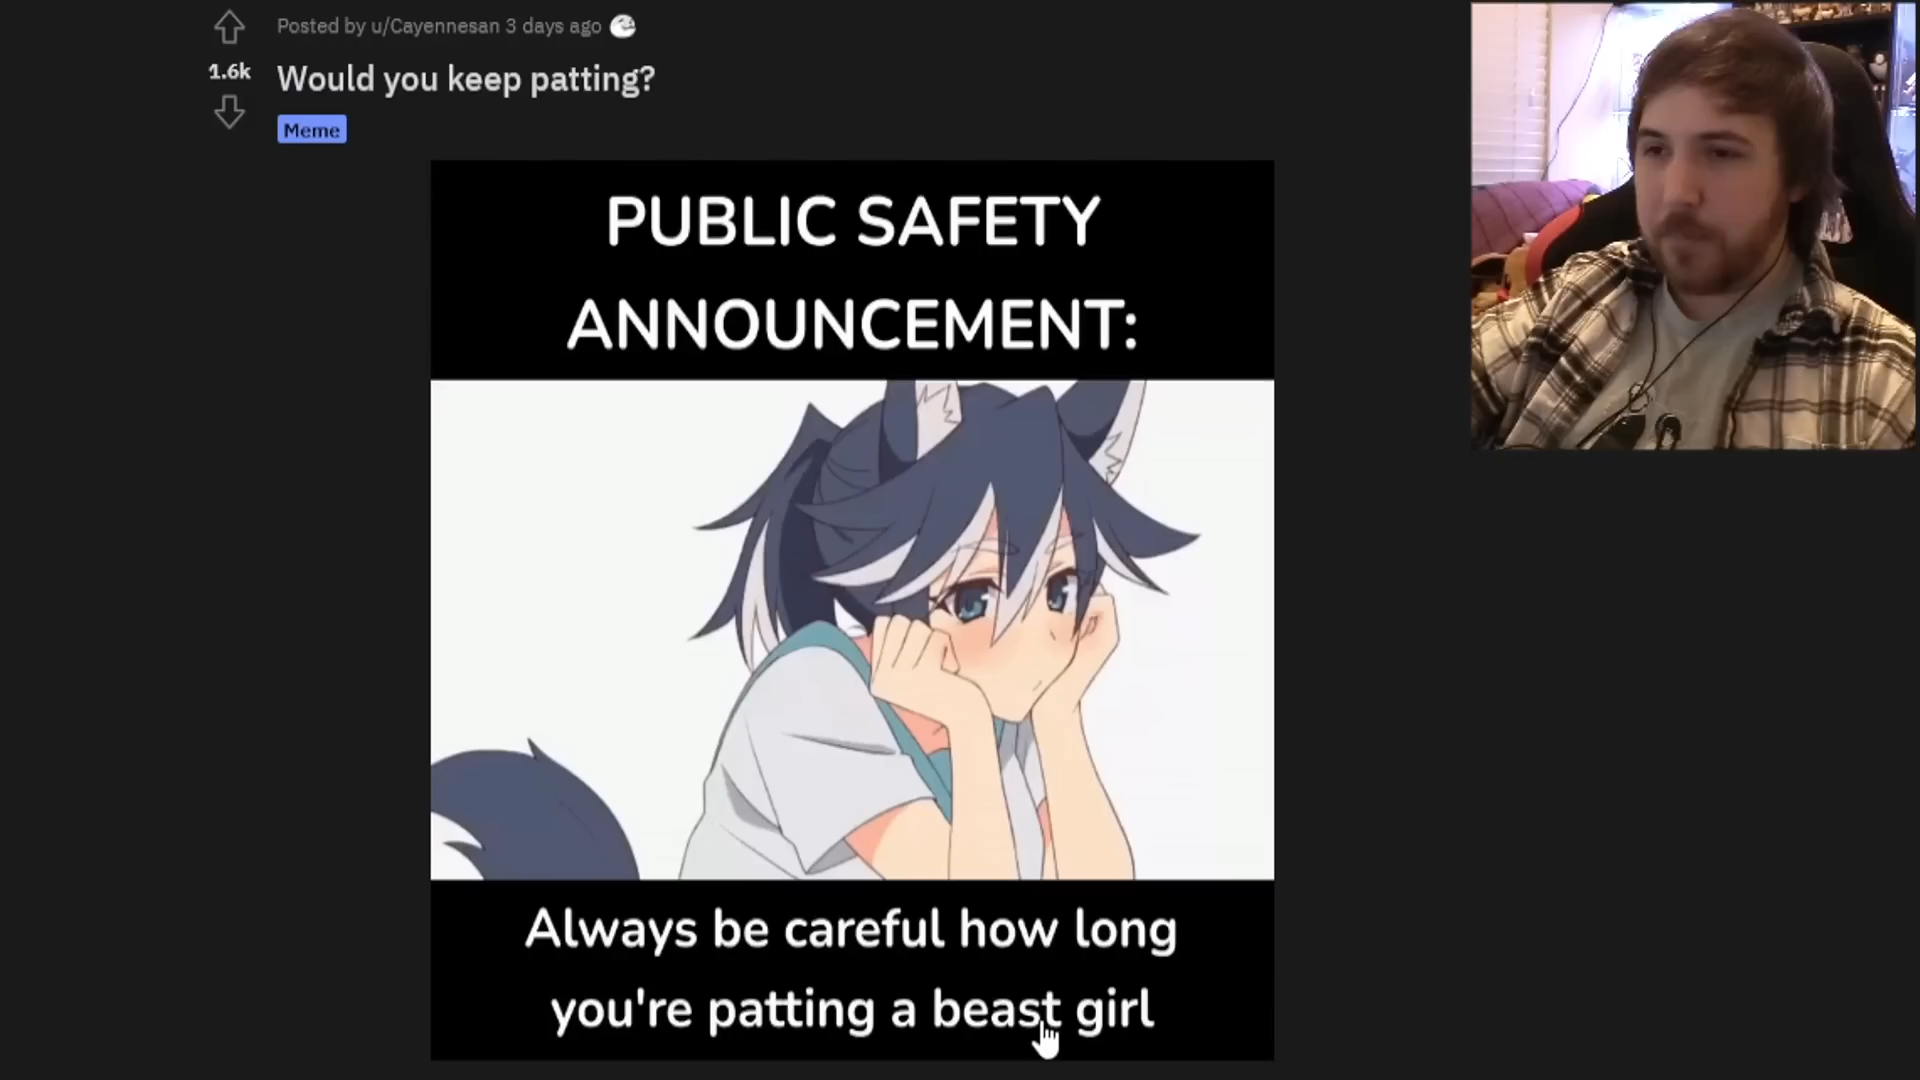 Posted by u/Cayennesan 3 days ago
1.6k
Would you keep patting?
Meme
PUBLIC SAFETY
ANNOUNCEMENT:
Always be careful how long
you're patting a beast girl